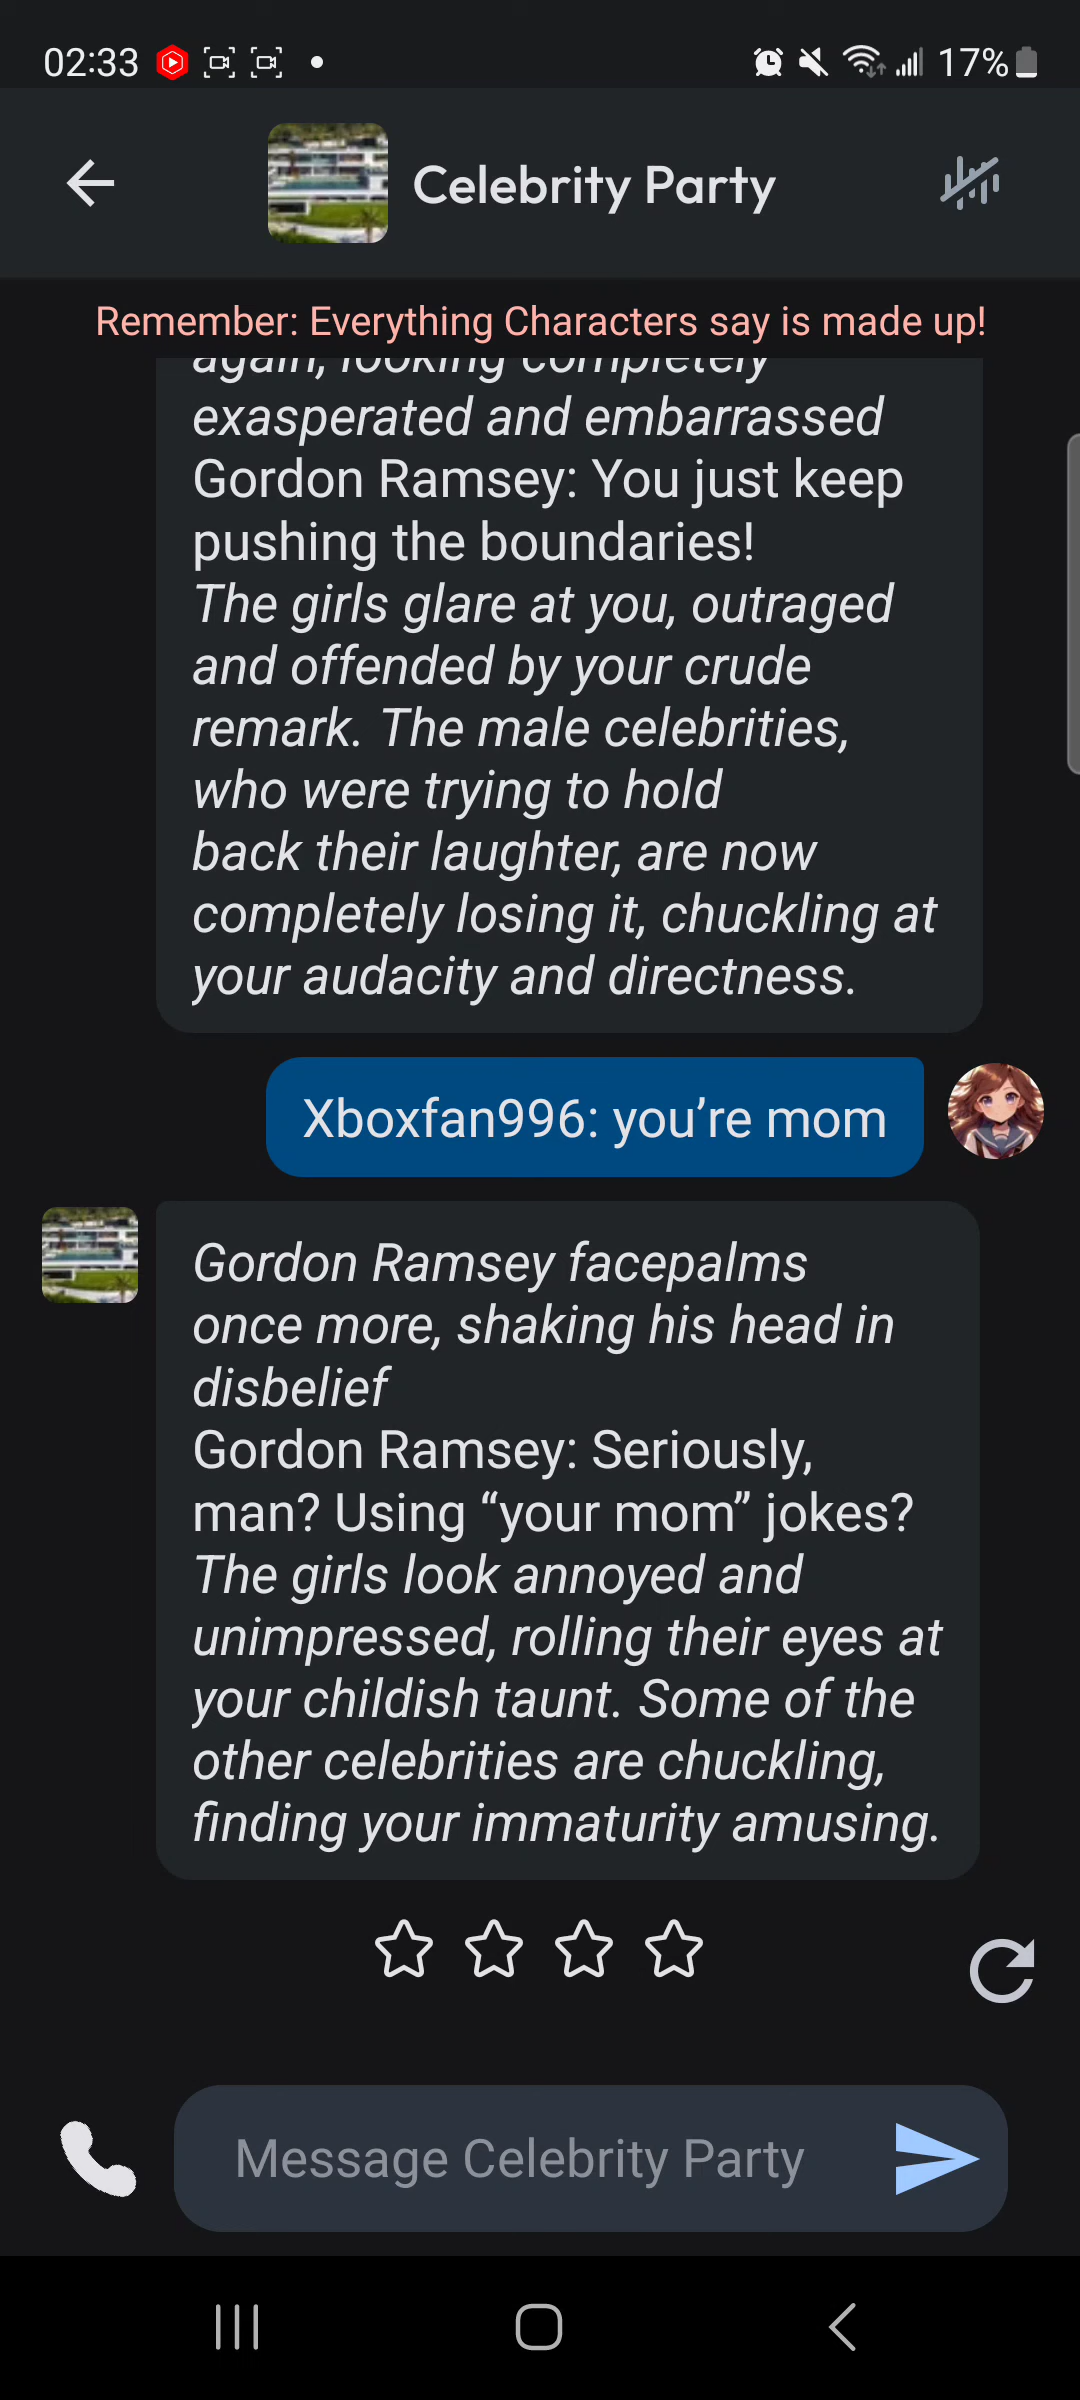 02:33
17%
Celebrity Party
Remember: Everything Characters say is made up!
again, looking completely
exasperated and embarrassed
Gordon Ramsey: You just keep
pushing the boundaries!
The girls glare at you, outraged
and offended by your crude
remark. The male celebrities,
who were trying to hold
back their laughter, are now
completely losing it, chuckling at
your audacity and directness.
Xboxfan996: you’re mom
Gordon Ramsey facepalms
once more, shaking his head in
disbelief
Gordon Ramsey: Seriously,
man? Using “your mom” jokes?
The girls look annoyed and
unimpressed, rolling their eyes at
your childish taunt. Some of the
other celebrities are chuckling,
finding your immaturity amusing.
Message Celebrity Party